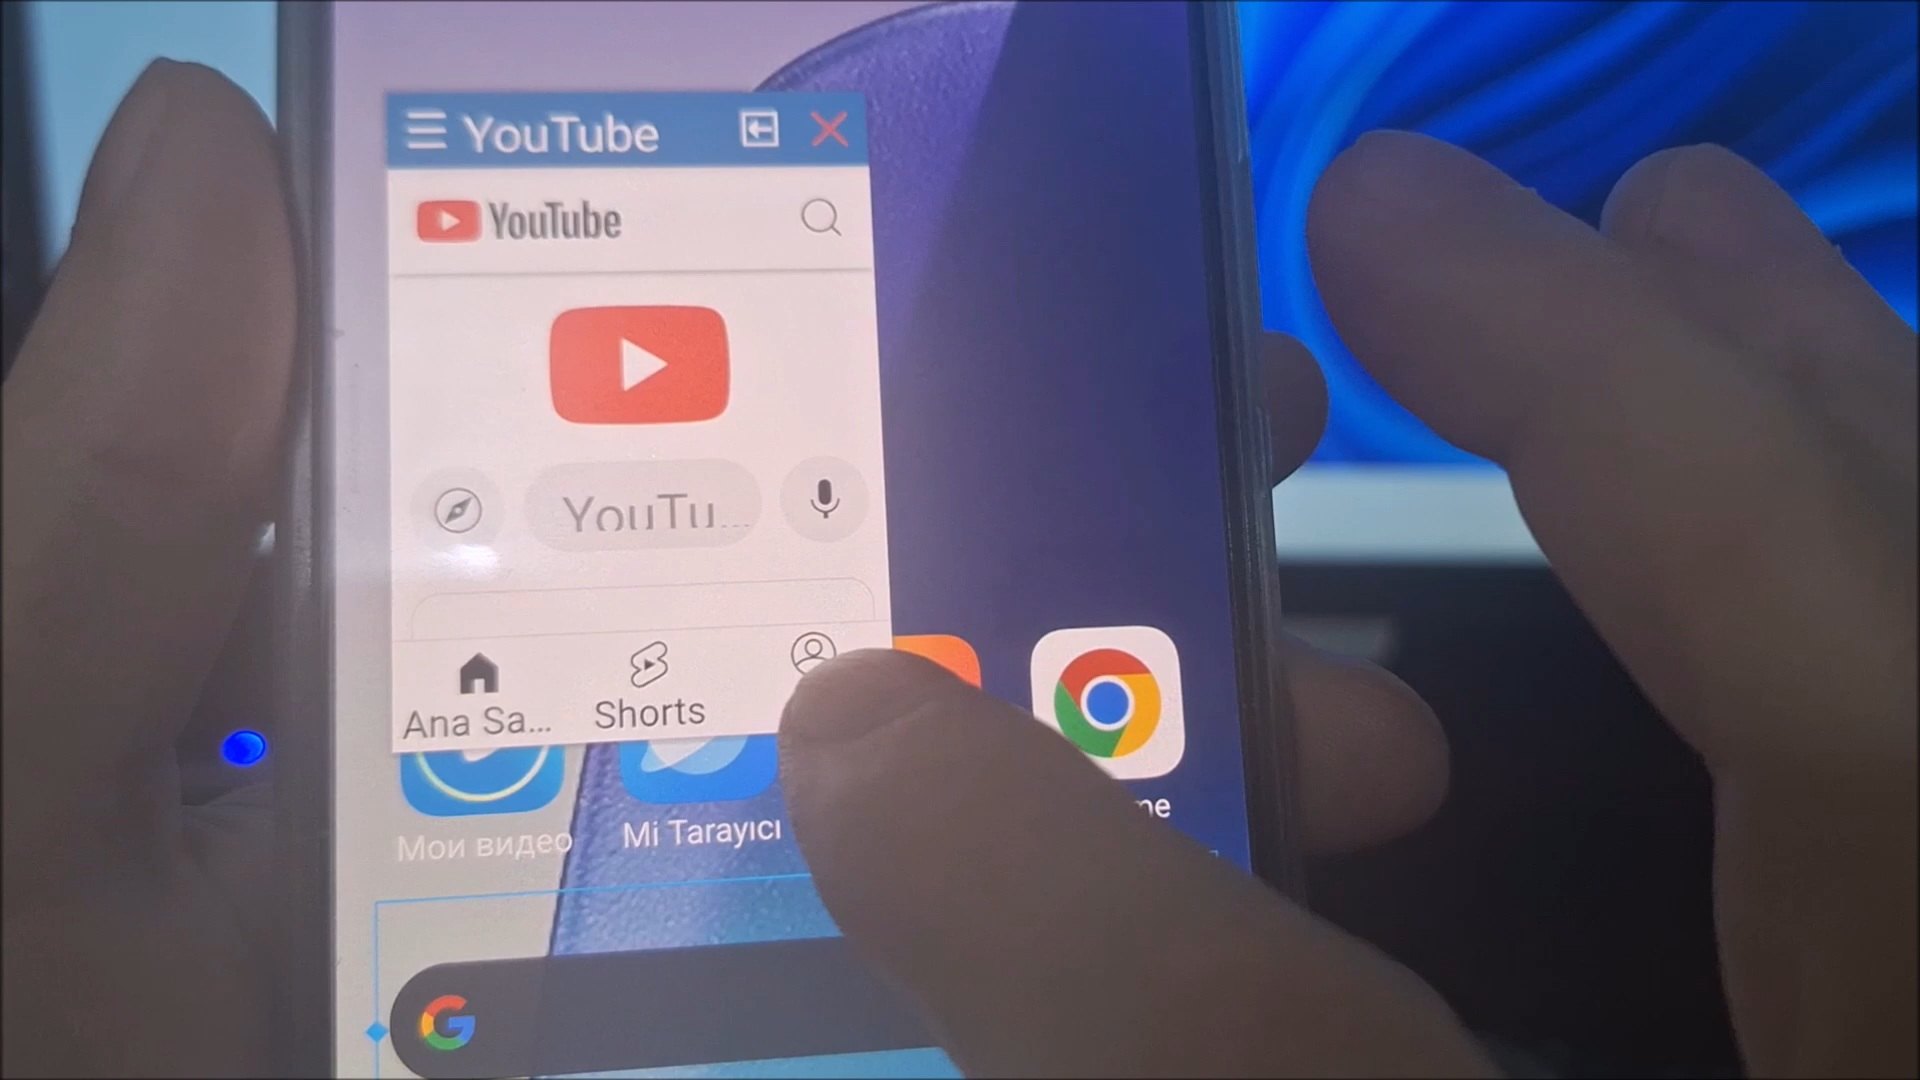 YouTube
YouTube
YouTu...
Ana Sa...
Shorts
Мои видео
Mi Tarayıcı